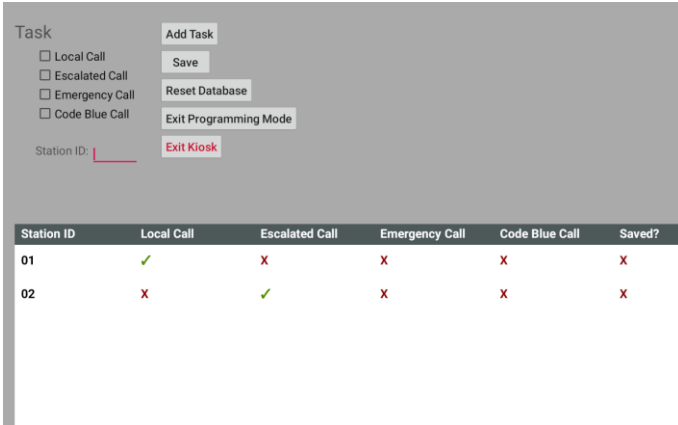 Task
Local Call
Escalated Call
Emergency Call
Code Blue Call
Station ID:
Add Task
Save
Reset Database
Exit Programming Mode
Exit Kiosk
Station ID Local Call Escalated Call Emergency Call Code Blue Call Saved?
01 ✓ X X X X
02 X ✓ X X X